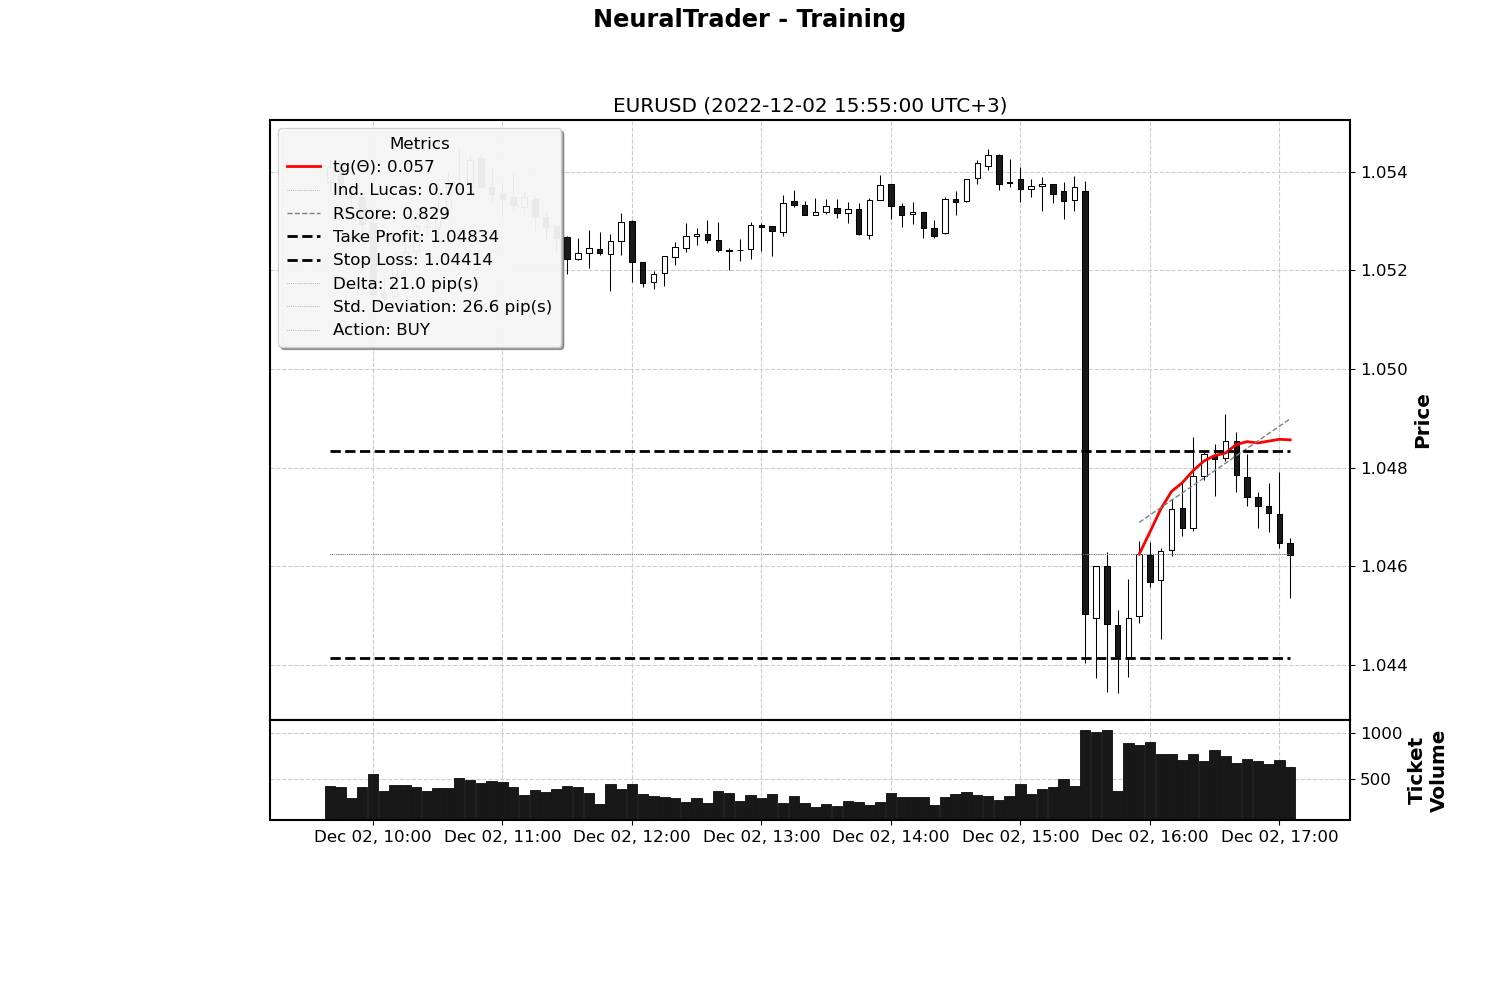 NeuralTrader - Training
EURUSD (2022-12-02 15:55:00 UTC+3)
Metrics
tg(Θ): 0.057
Ind. Lucas: 0.701
RScore: 0.829
Take Profit: 1.04834
Stop Loss: 1.04414
Delta: 21.0 pip(s)
Std. Deviation: 26.6 pip(s)
Action: BUY
1.054
1.052
1.050
1.048
1.046
1.044
Price
1000
500
Ticket
Volume
Dec 02, 10:00
Dec 02, 11:00
Dec 02, 12:00
Dec 02, 13:00
Dec 02, 14:00
Dec 02, 15:00
Dec 02, 16:00
Dec 02, 17:00